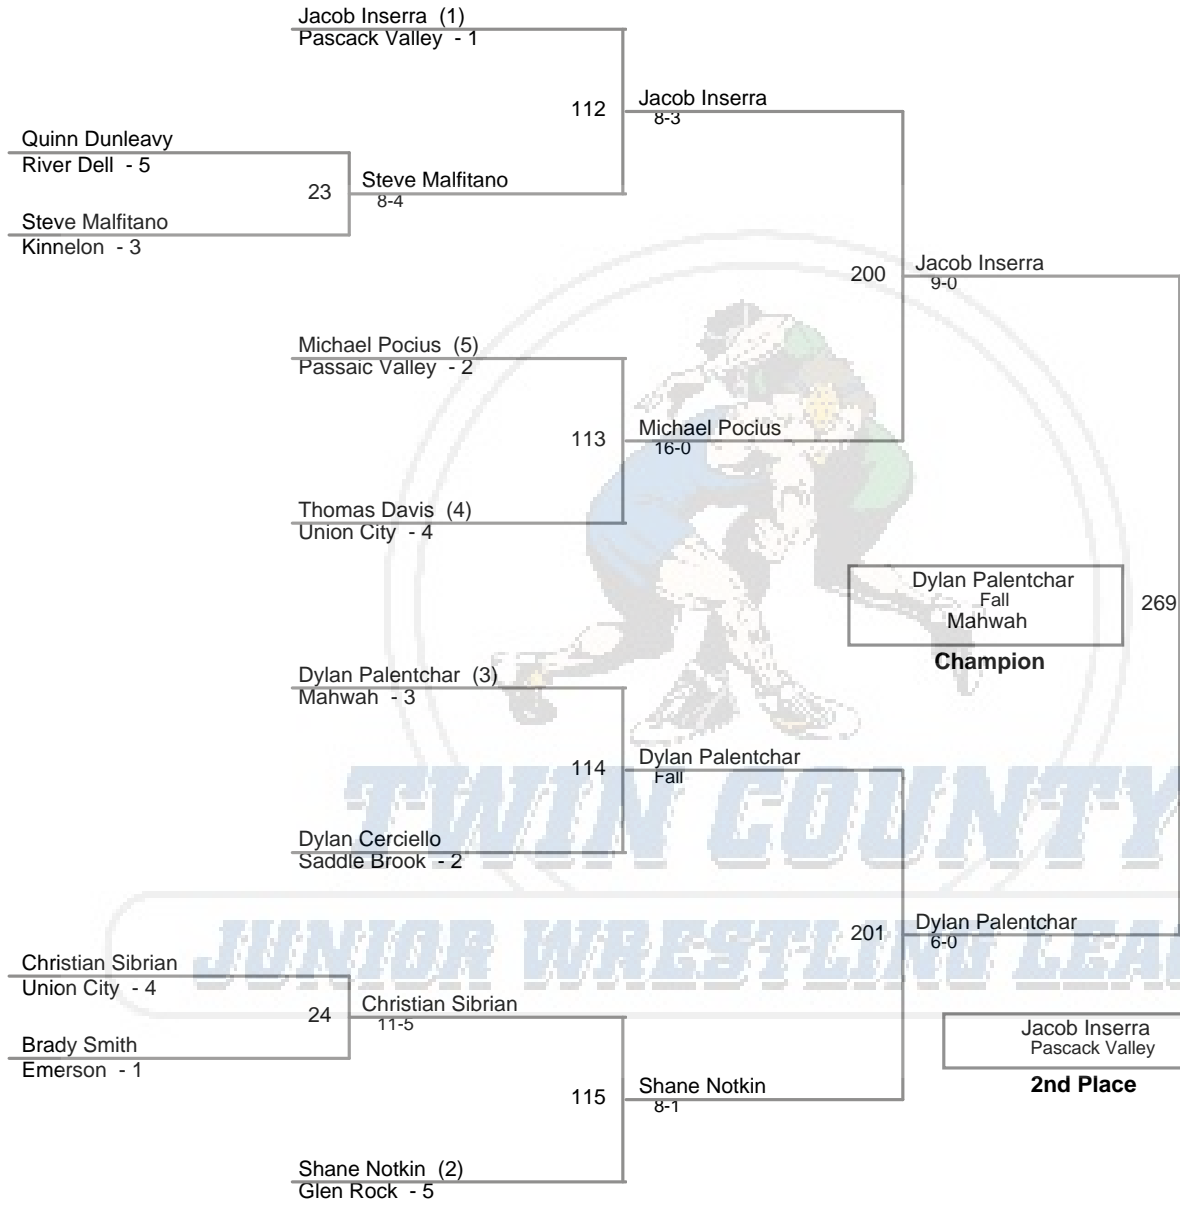 Jacob Inserra (1)
Pascack Valley - 1
112
Jacob Inserra
8-3
Quinn Dunleavy
River Dell - 5
23
Steve Malfitano
8-4
Steve Malfitano
Kinnelon - 3
200
Jacob Inserra
9-0
Michael Pocius (5)
Passaic Valley - 2
113
Michael Pocius
16-0
Thomas Davis (4)
Union City - 4
Dylan Palentchar
Fall
Mahwah
269
Champion
Dylan Palentchar (3)
Mahwah - 3
114
Dylan Palentchar
Fall
TWIN COUNTY
Dylan Cerciello
Saddle Brook - 2
201
Dylan Palentchar
6-0
JUNIOR WRESTLING LEA
Christian Sibrian
Union City - 4
24
Christian Sibrian
11-5
Brady Smith
Emerson - 1
Jacob Inserra
Pascack Valley
2nd Place
115
Shane Notkin
8-1
Shane Notkin (2)
Glen Rock - 5